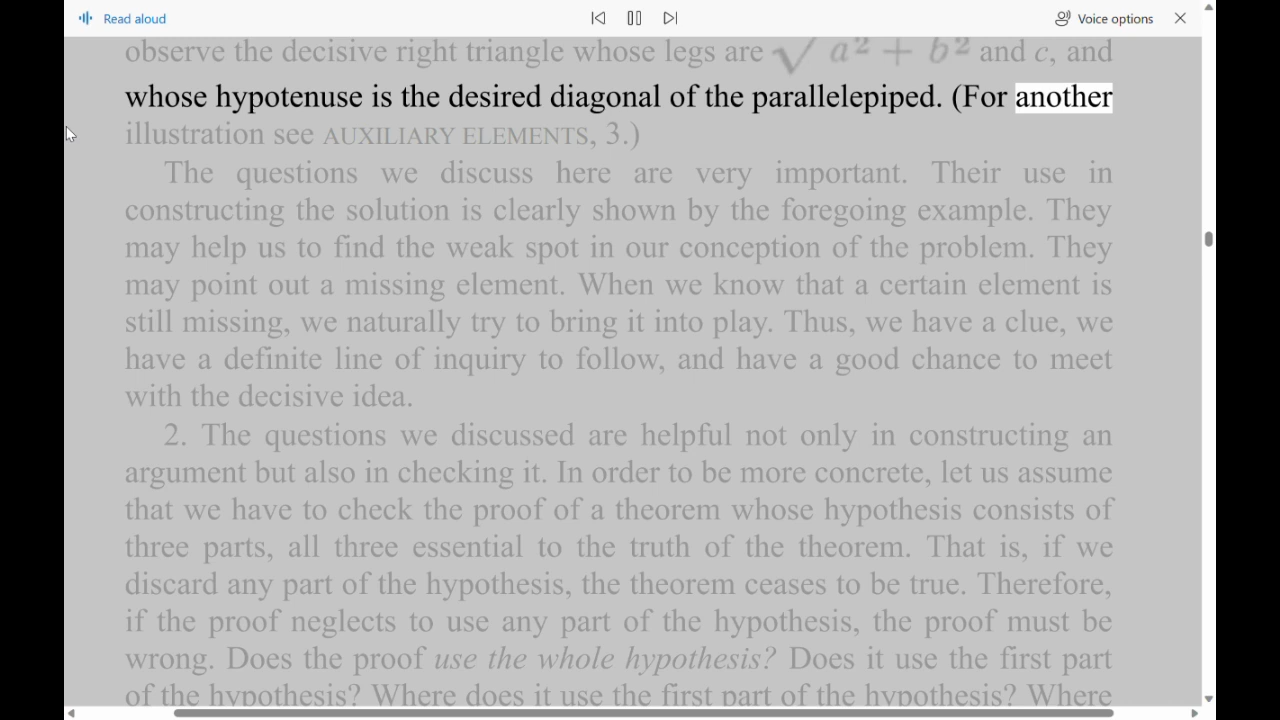 Read aloud
Voice options
observe the decisive right triangle whose legs are √a² + b² and c, and
whose hypotenuse is the desired diagonal of the parallelepiped. (For another
illustration see AUXILIARY ELEMENTS, 3.)
The questions we discuss here are very important. Their use in
constructing the solution is clearly shown by the foregoing example. They
may help us to find the weak spot in our conception of the problem. They
may point out a missing element. When we know that a certain element is
still missing, we naturally try to bring it into play. Thus, we have a clue, we
have a definite line of inquiry to follow, and have a good chance to meet
with the decisive idea.
2. The questions we discussed are helpful not only in constructing an
argument but also in checking it. In order to be more concrete, let us assume
that we have to check the proof of a theorem whose hypothesis consists of
three parts, all three essential to the truth of the theorem. That is, if we
discard any part of the hypothesis, the theorem ceases to be true. Therefore,
if the proof neglects to use any part of the hypothesis, the proof must be
wrong. Does the proof use the whole hypothesis? Does it use the first part
of the hypothesis? Where does it use the first part of the hypothesis? Where